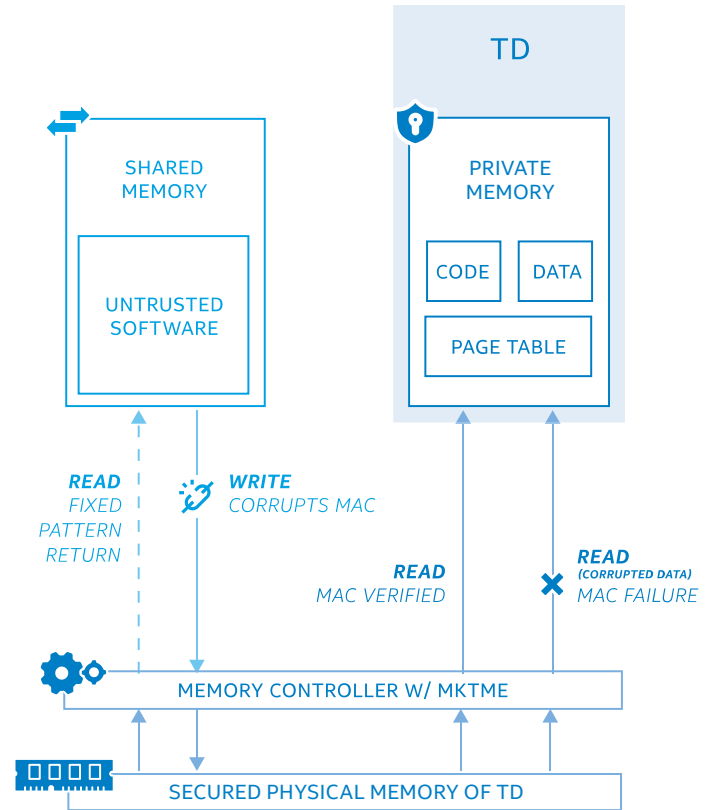 TD
SHARED
MEMORY
UNTRUSTED
SOFTWARE
PRIVATE
MEMORY
CODE
DATA
PAGE TABLE
READ
FIXED
PATTERN
RETURN
WRITE
CORRUPTS MAC
READ
MAC VERIFIED
READ
(CORRUPTED DATA)
MAC FAILURE
MEMORY CONTROLLER W/ MKTME
SECURED PHYSICAL MEMORY OF TD